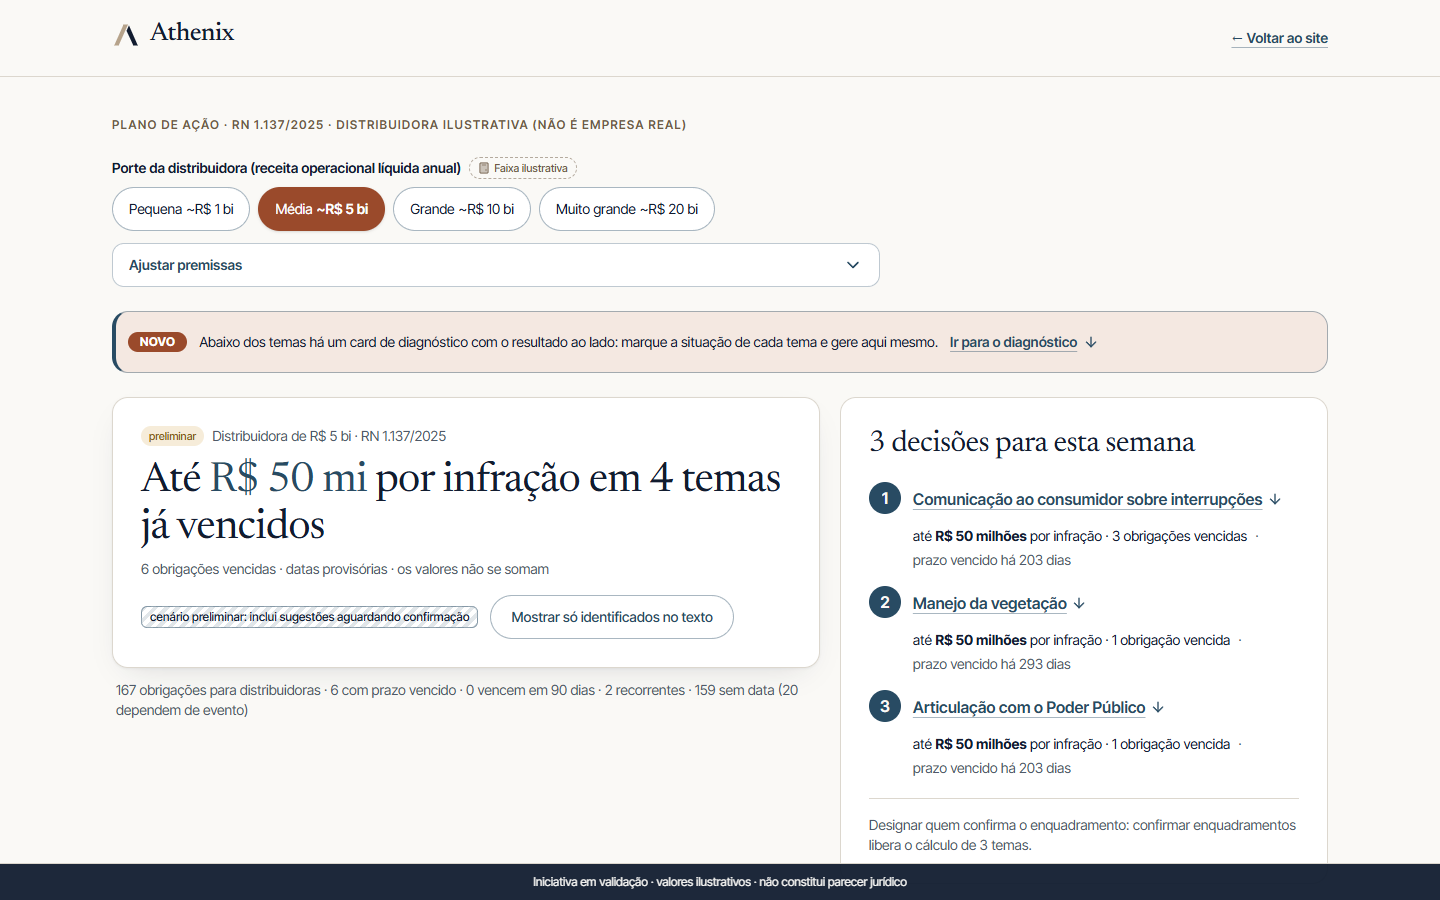 Athenix
← Voltar ao site
PLANO DE AÇÃO · RN 1.137/2025 · DISTRIBUIDORA ILUSTRATIVA (NÃO É EMPRESA REAL)
Porte da distribuidora (receita operacional líquida anual)
Faixa ilustrativa
Pequena ~R$ 1 bi
Média ~R$ 5 bi
Grande ~R$ 10 bi
Muito grande ~R$ 20 bi
Ajustar premissas
NOVO Abaixo dos temas há um card de diagnóstico com o resultado ao lado: marque a situação de cada tema e gere aqui mesmo. Ir para o diagnóstico ↓
preliminar Distribuidora de R$ 5 bi · RN 1.137/2025
Até R$ 50 mi por infração em 4 temas
já vencidos
6 obrigações vencidas · datas provisórias · os valores não se somam
cenário preliminar: inclui sugestões aguardando confirmação
Mostrar só identificados no texto
167 obrigações para distribuidoras · 6 com prazo vencido · 0 vencem em 90 dias · 2 recorrentes · 159 sem data (20
dependem de evento)
3 decisões para esta semana
1 Comunicação ao consumidor sobre interrupções ↓
até R$ 50 milhões por infração · 3 obrigações vencidas ·
prazo vencido há 203 dias
2 Manejo da vegetação ↓
até R$ 50 milhões por infração · 1 obrigação vencida ·
prazo vencido há 293 dias
3 Articulação com o Poder Público ↓
até R$ 50 milhões por infração · 1 obrigação vencida ·
prazo vencido há 203 dias
Designar quem confirma o enquadramento: confirmar enquadramentos
libera o cálculo de 3 temas.
Iniciativa em validação · valores ilustrativos · não constitui parecer jurídico